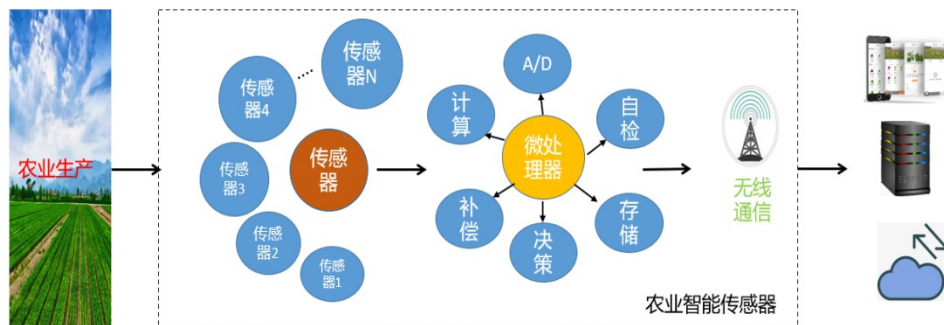 农业生产
传感
器N
传感
器4
传感
器3
传感
器2
传感
器1
传感
器
A/D
计
算
自
检
微处
理器
补
偿
决
策
存
储
无线
通信
农业智能传感器